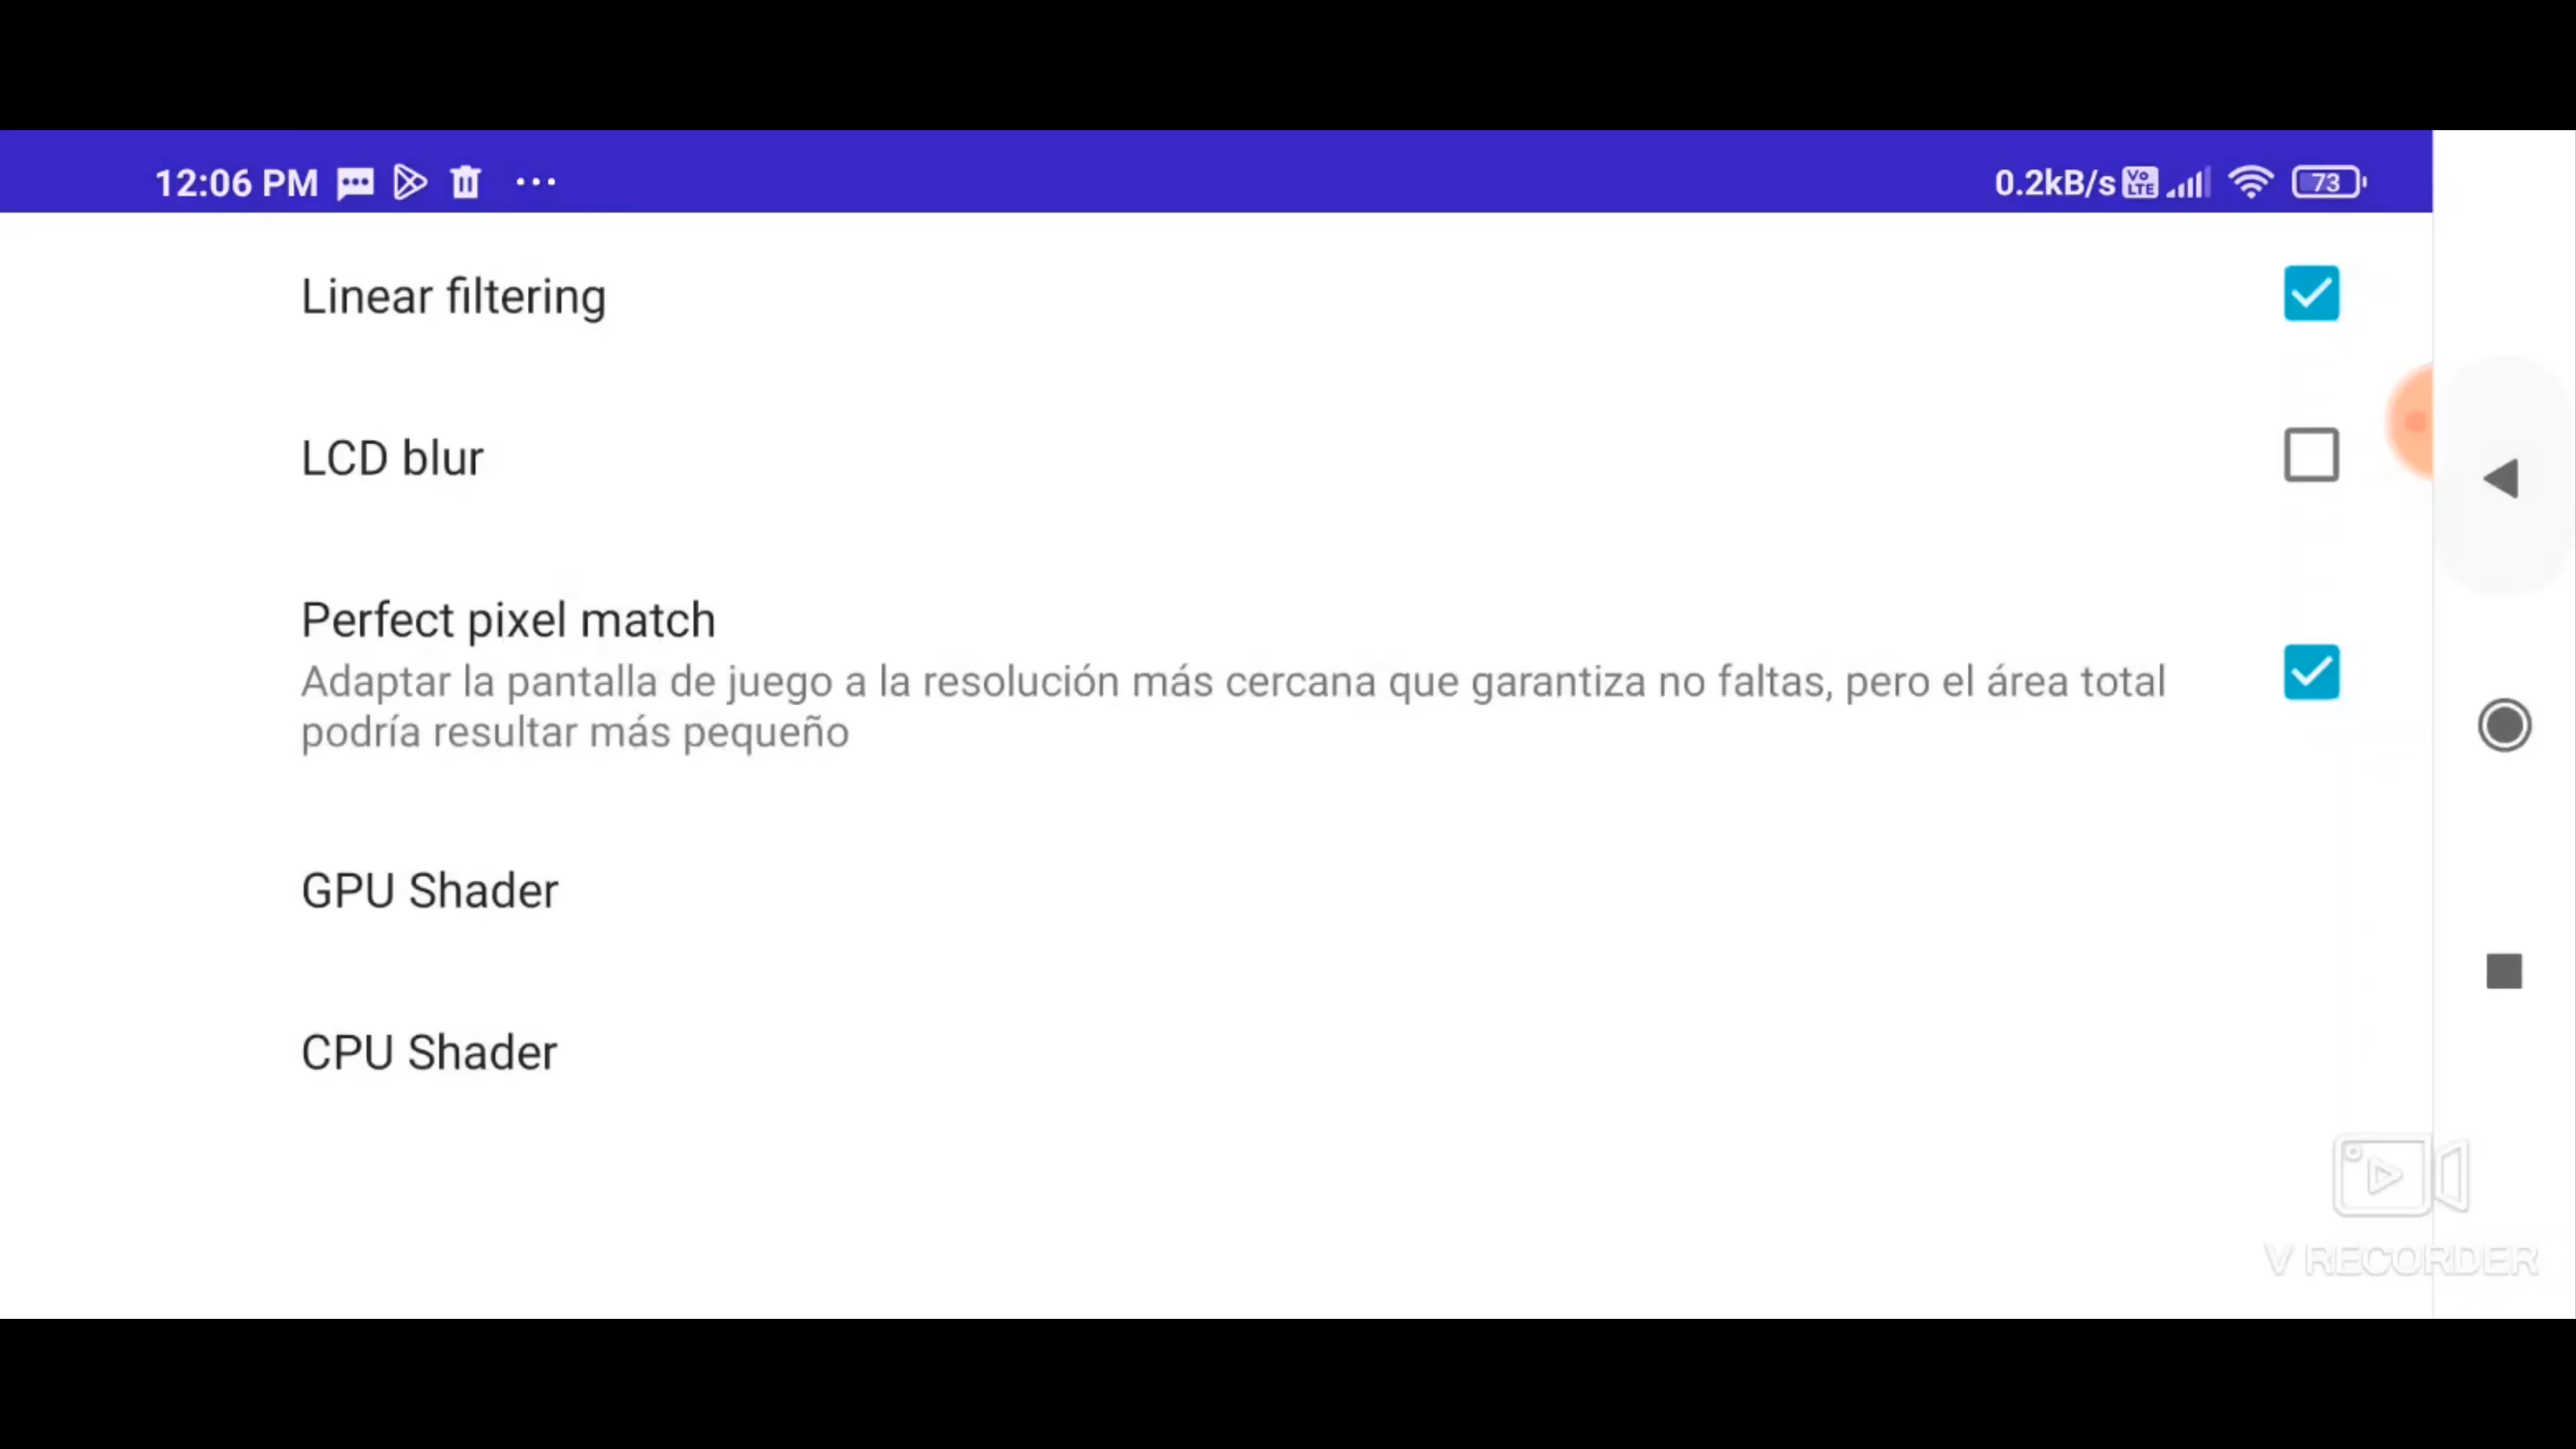 12:06 PM ... 0.2kB/s Vo LTE 73
Linear filtering
LCD blur
Perfect pixel match
Adaptar la pantalla de juego a la resolución más cercana que garantiza no faltas, pero el área total
podría resultar más pequeño
GPU Shader
CPU Shader
V RECORDER